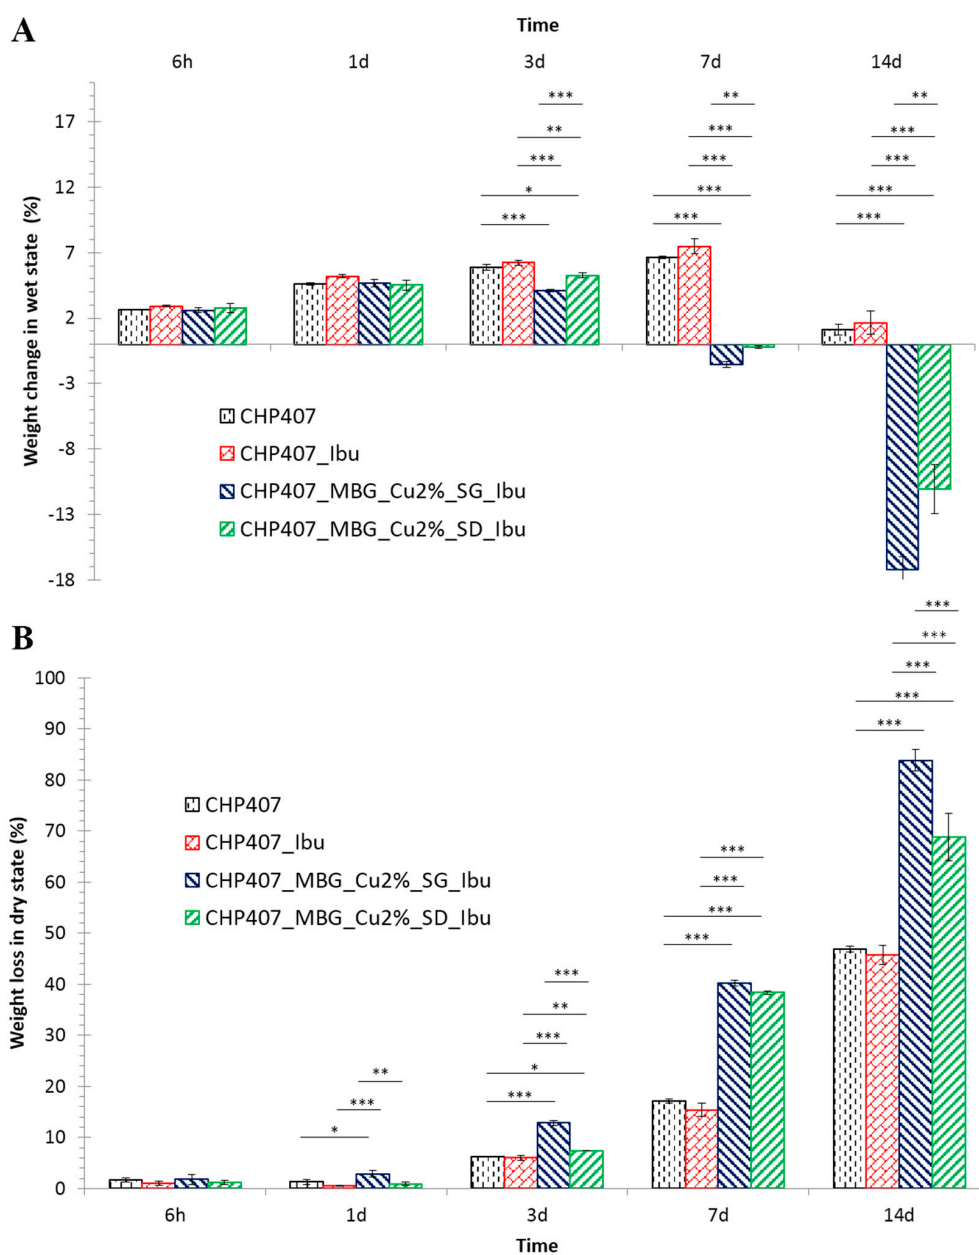 A
Time
6h 1d 3d 7d 14d
*** ** **
** *** ***
*** *** ***
* *** ***
*** *** ***
17
12
7
2
-3
-8
-13
-18
Weight change in wet state (%)
CHP407
CHP407_Ibu
CHP407_MBG_Cu2%_SG_Ibu
CHP407_MBG_Cu2%_SD_Ibu
B
***
***
***
***
***
100
90
80
70
60
50
40
30
20
10
0
Weight loss in dry state (%)
CHP407
CHP407_Ibu
CHP407_MBG_Cu2%_SG_Ibu
CHP407_MBG_Cu2%_SD_Ibu
***
***
***
***
***
**
***
*
***
**
***
*
***
6h 1d 3d 7d 14d
Time